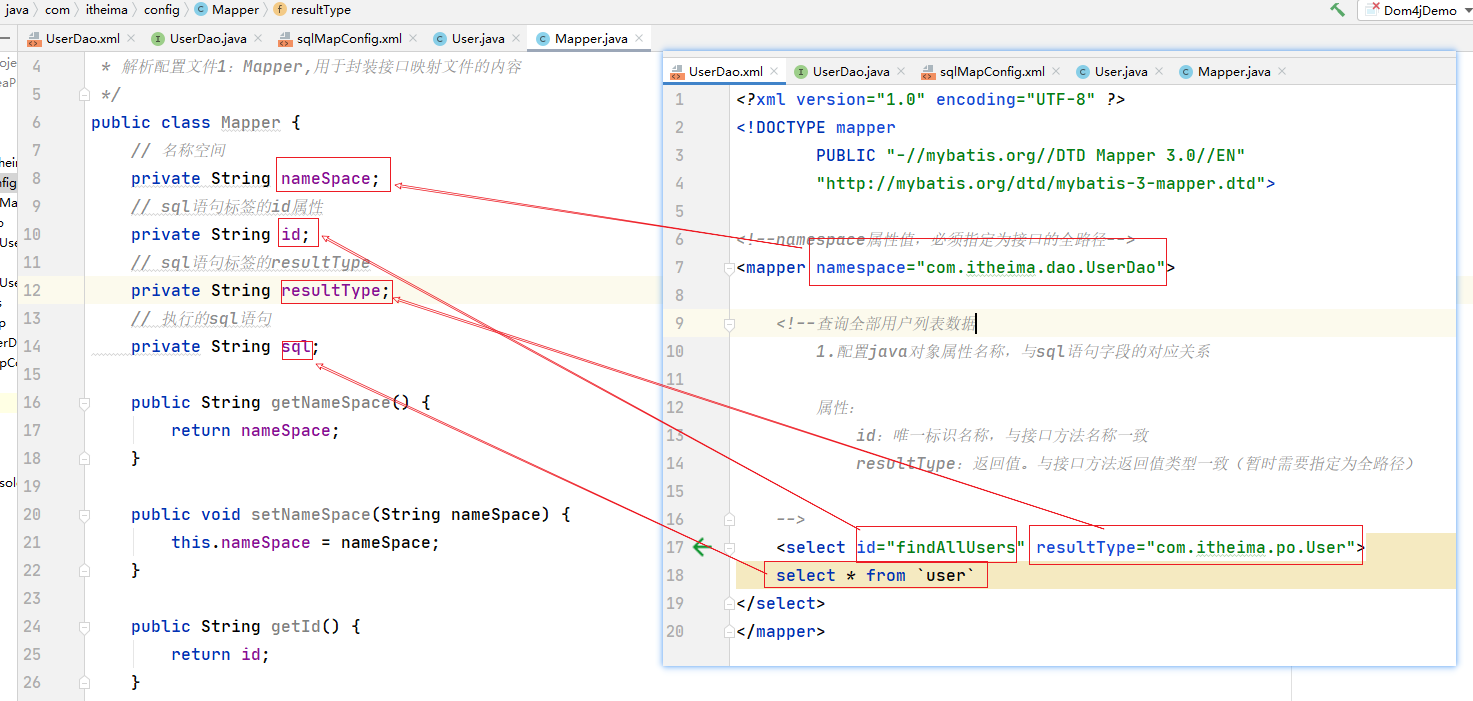 java com itheima config Mapper resultType
Dom4jDemo
UserDao.xml UserDao.java sqlMapConfig.xml User.java Mapper.java
4 * 解析配置文件1：Mapper,用于封装接口映射文件的内容
5 */
6 public class Mapper {
7 // 名称空间
8 private String nameSpace;
9 // sql语句标签的id属性
10 private String id;
11 // sql语句标签的resultType
12 private String resultType;
13 // 执行的sql语句
14 private String sql;
15
16 public String getNameSpace() {
17 return nameSpace;
18 }
19
20 public void setNameSpace(String nameSpace) {
21 this.nameSpace = nameSpace;
22 }
23
24 public String getId() {
25 return id;
26 }
UserDao.xml UserDao.java sqlMapConfig.xml User.java Mapper.java
1 <?xml version="1.0" encoding="UTF-8" ?>
2 <!DOCTYPE mapper
3 PUBLIC "-//mybatis.org//DTD Mapper 3.0//EN"
4 "http://mybatis.org/dtd/mybatis-3-mapper.dtd">
5
6 <!--namespace属性值，必须指定为接口的全路径-->
7 <mapper namespace="com.itheima.dao.UserDao">
8
9 <!--查询全部用户列表数据
10 1.配置java对象属性名称，与sql语句字段的对应关系
11
12 属性：
13 id：唯一标识名称，与接口方法名称一致
14 resultType：返回值。与接口方法返回值类型一致（暂时需要指定为全路径）
15
16 -->
17 <select id="findAllUsers" resultType="com.itheima.po.User">
18 select * from `user`
19 </select>
20 </mapper>